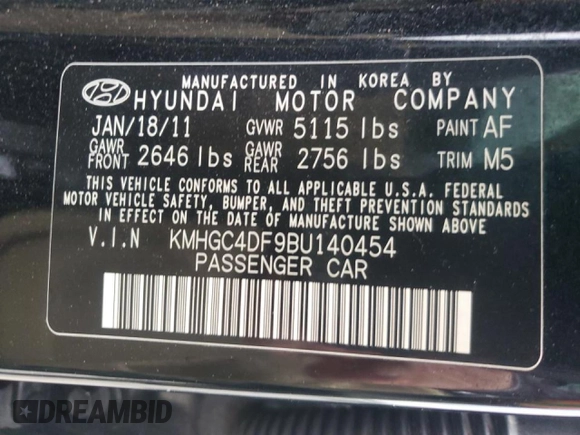 MANUFACTURED IN KOREA BY
HYUNDAI MOTOR COMPANY
JAN/18/11 GVWR 5115 lbs PAINT AF
GAWR FRONT 2646 lbs GAWR REAR 2756 lbs TRIM M5
THIS VEHICLE CONFORMS TO ALL APPLICABLE U.S.A. FEDERAL
MOTOR VEHICLE SAFETY, BUMPER, AND THEFT PREVENTION STANDARDS
IN EFFECT ON THE DATE OF MANUFACTURE SHOWN ABOVE.
V.I.N KMHGC4DF9BU140454
PASSENGER CAR
DREAMBID